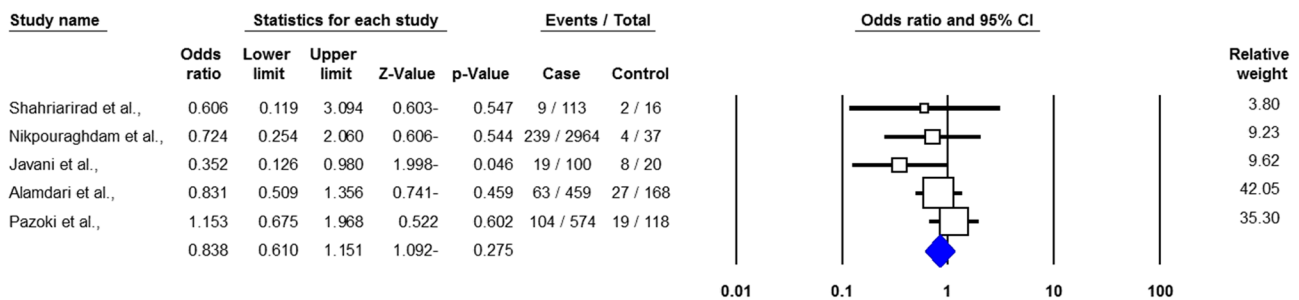 Study name Statistics for each study Events / Total Odds ratio and 95% CI
Odds ratio Lower limit Upper limit Z-Value p-Value Case Control Relative weight
Shahriarirad et al., 0.606 0.119 3.094 0.603- 0.547 9 / 113 2 / 16 3.80
Nikpouraghdam et al., 0.724 0.254 2.060 0.606- 0.544 239 / 2964 4 / 37 9.23
Javani et al., 0.352 0.126 0.980 1.998- 0.046 19 / 100 8 / 20 9.62
Alamdari et al., 0.831 0.509 1.356 0.741- 0.459 63 / 459 27 / 168 42.05
Pazoki et al., 1.153 0.675 1.968 0.522 0.602 104 / 574 19 / 118 35.30
0.838 0.610 1.151 1.092- 0.275
0.01 0.1 1 10 100